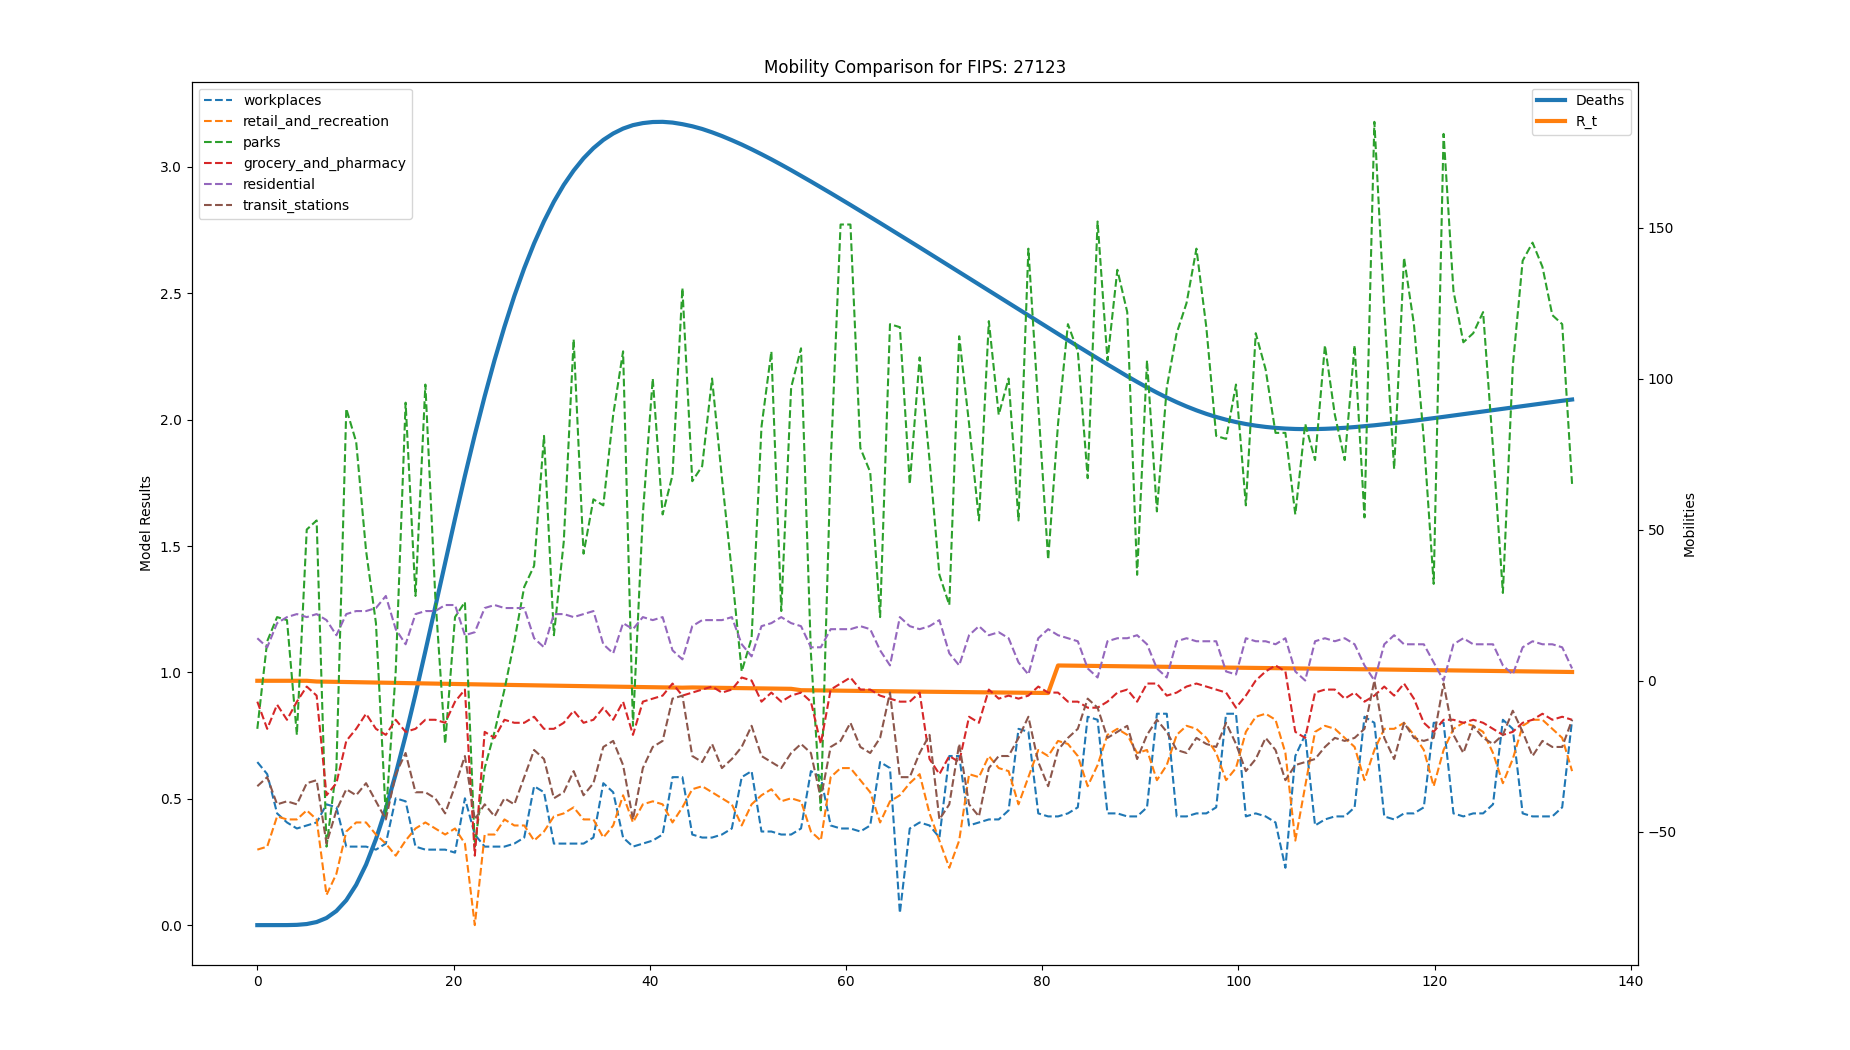 Mobility Comparison for FIPS: 27123
workplaces
retail_and_recreation
parks
grocery_and_pharmacy
residential
transit_stations
Deaths
R_t
3.0
2.5
2.0
1.5
1.0
0.5
0.0
Model Results
150
100
50
0
−50
Mobilities
0 20 40 60 80 100 120 140